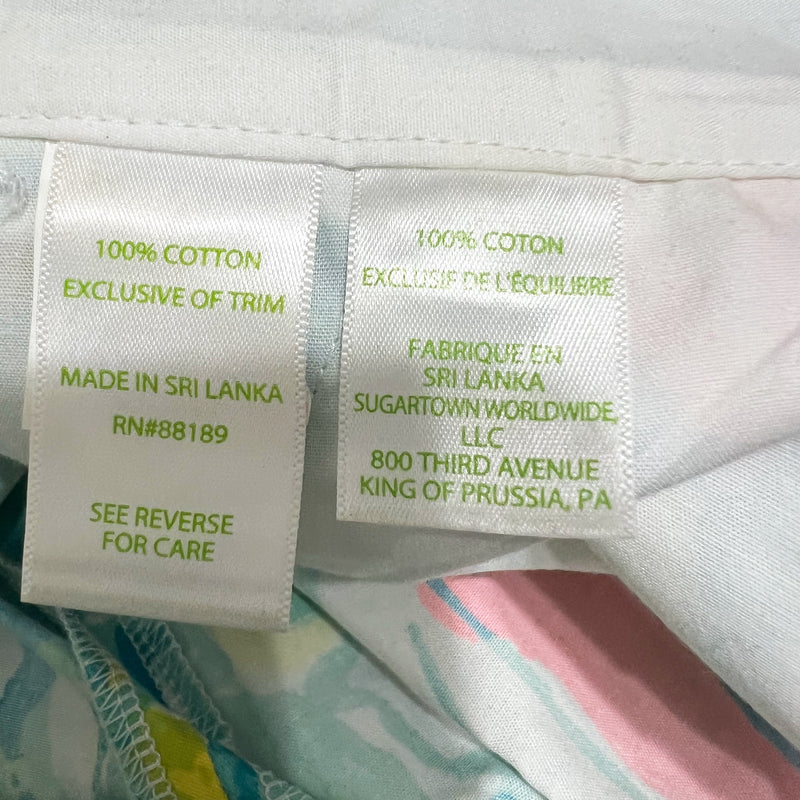 100% COTTON
EXCLUSIVE OF TRIM
MADE IN SRI LANKA
RN#88189
SEE REVERSE
FOR CARE
100% COTON
EXCLUSIF DE L'ÉQUILIBRE
FABRIQUE EN
SRI LANKA
SUGARTOWN WORLDWIDE,
LLC
800 THIRD AVENUE
KING OF PRUSSIA, PA